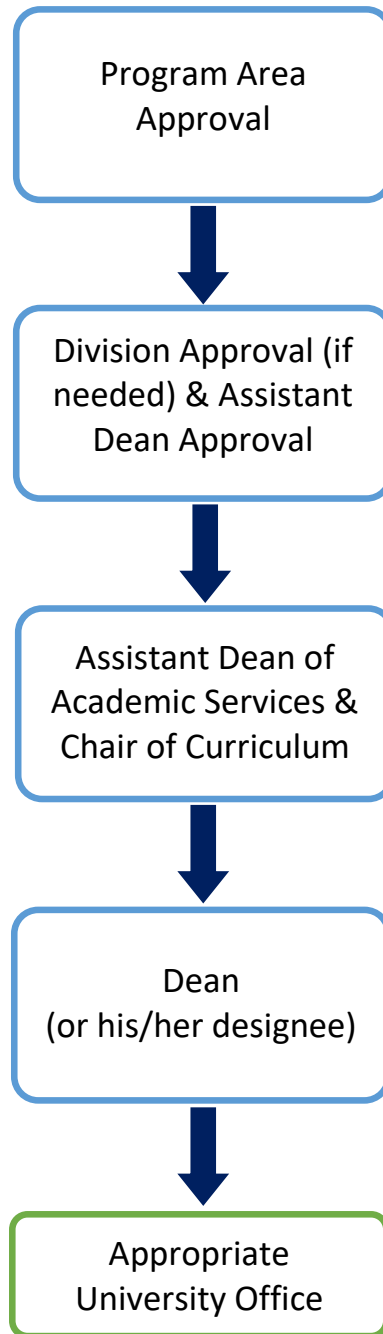 Program Area
Approval
Division Approval (if
needed) & Assistant
Dean Approval
Assistant Dean of
Academic Services &
Chair of Curriculum
Dean
(or his/her designee)
Appropriate
University Office